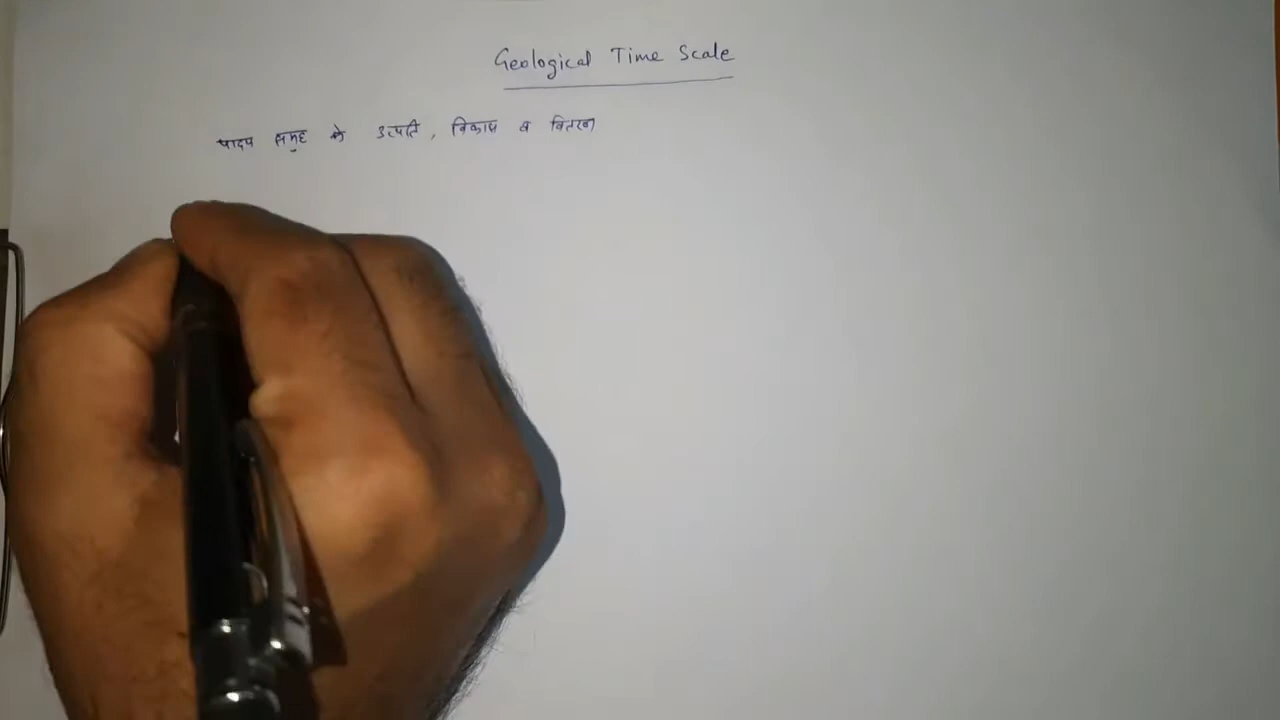 Geological Time Scale
पादप समुह के उत्पति, विकास व वितरण